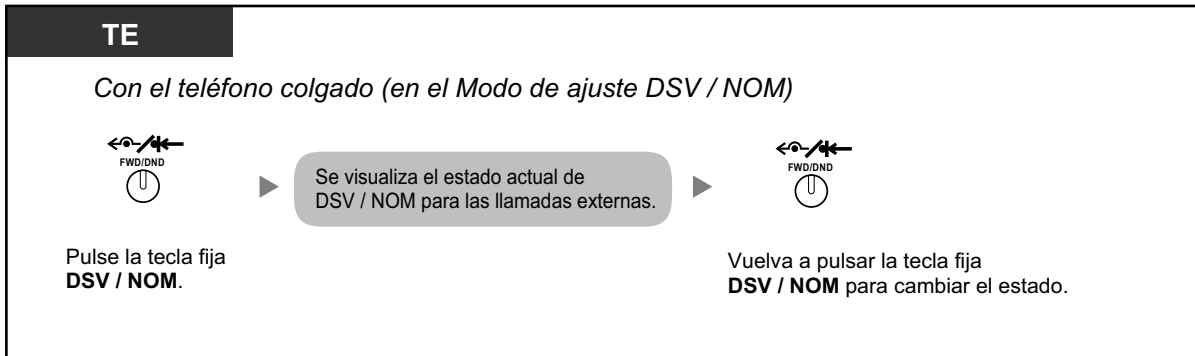 TE
Con el teléfono colgado (en el Modo de ajuste DSV / NOM)
FWD/DND
Pulse la tecla fija
DSV / NOM.
Se visualiza el estado actual de
DSV / NOM para las llamadas externas.
FWD/DND
Vuelva a pulsar la tecla fija
DSV / NOM para cambiar el estado.